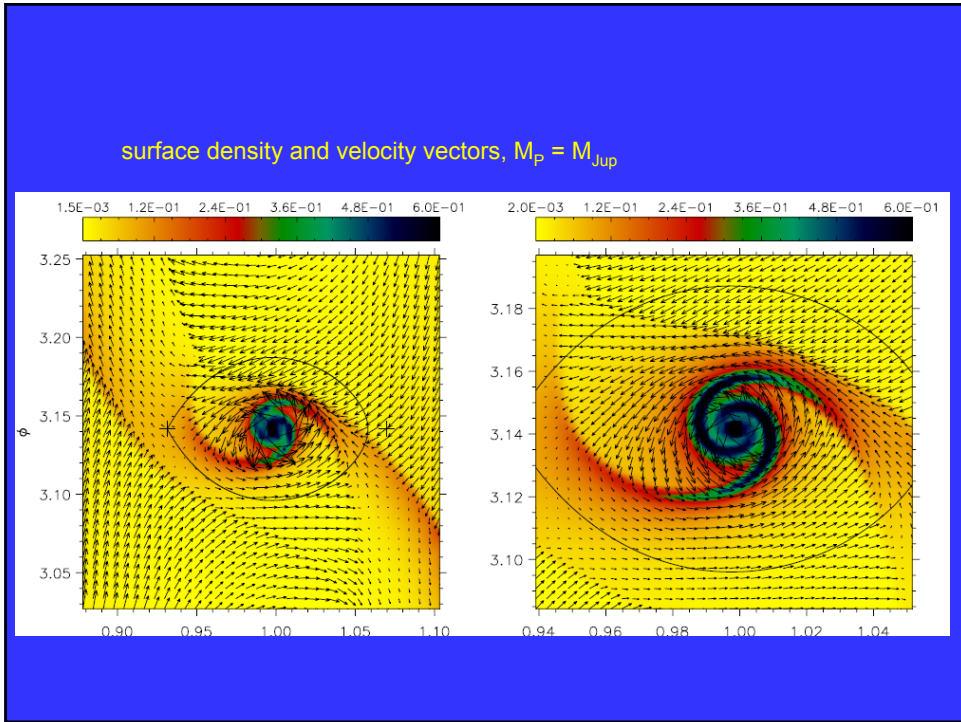 surface density and velocity vectors, M_P = M_Jup
1.5E−03 1.2E−01 2.4E−01 3.6E−01 4.8E−01 6.0E−01
2.0E−03 1.2E−01 2.4E−01 3.6E−01 4.8E−01 6.0E−01
3.25
3.20
3.15
3.10
3.05
ϕ
0.90 0.95 1.00 1.05 1.10
3.18
3.16
3.14
3.12
3.10
0.94 0.96 0.98 1.00 1.02 1.04